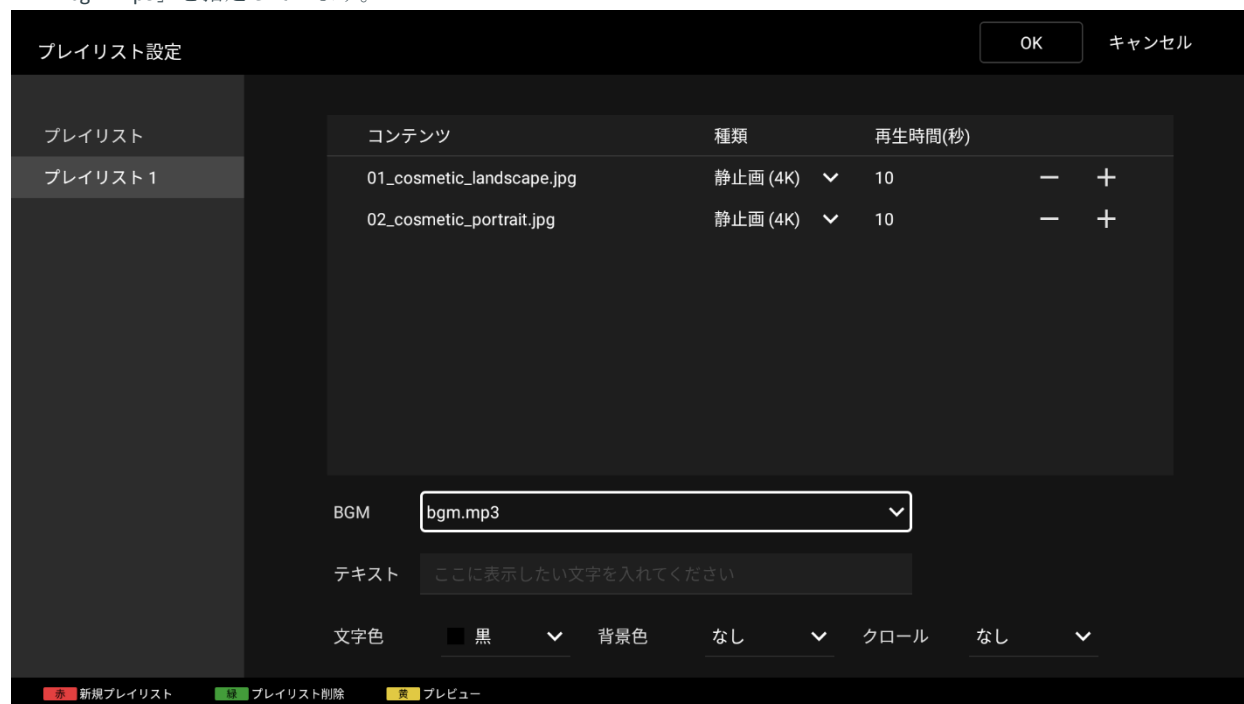 プレイリスト設定
OK
キャンセル
プレイリスト
プレイリスト 1
コンテンツ 種類 再生時間(秒)
01_cosmetic_landscape.jpg 静止画 (4K) 10
02_cosmetic_portrait.jpg 静止画 (4K) 10
BGM bgm.mp3
テキスト ここに表示したい文字を入れてください
文字色 黒 背景色 なし クロール なし
赤 新規プレイリスト 緑 プレイリスト削除 黄 プレビュー